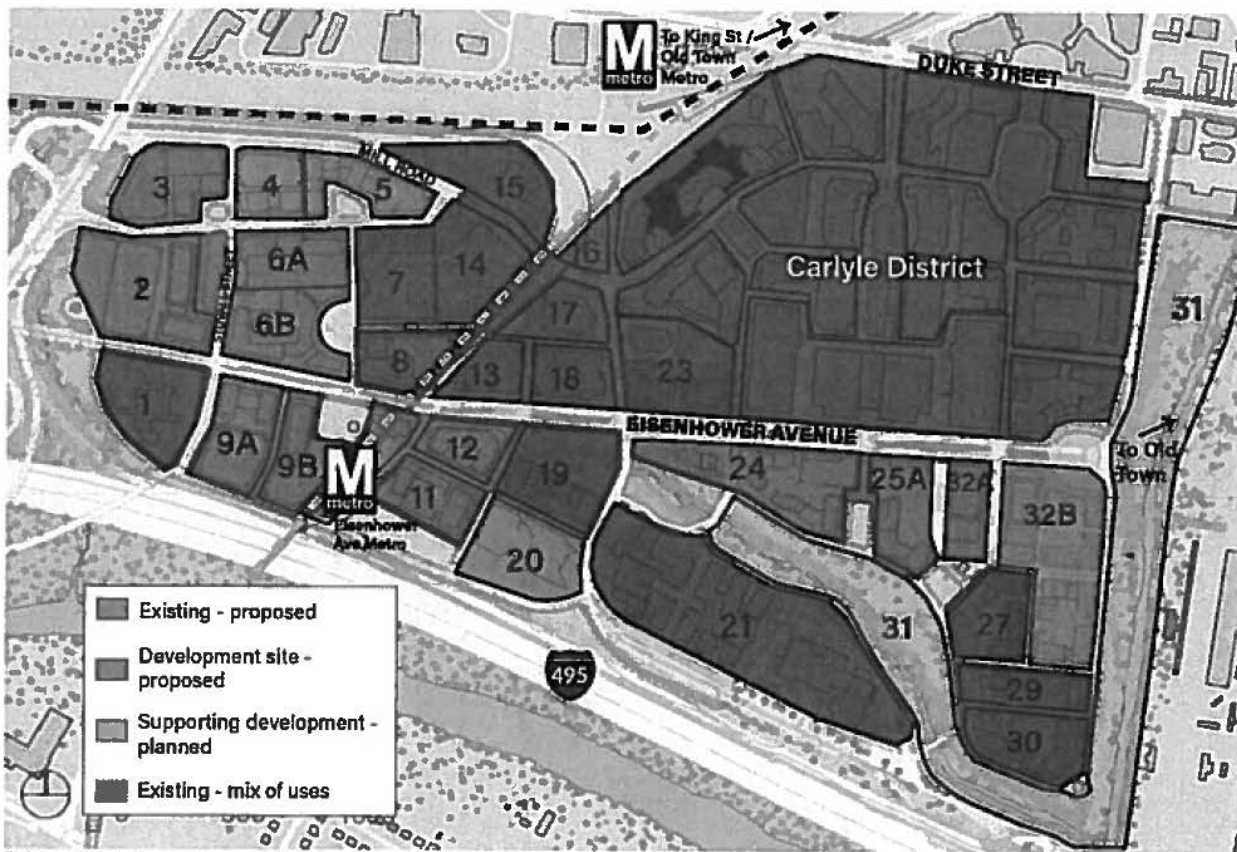 M
metro
To King St /
Old Town
Metro
DUKE STREET
MILL ROAD
3
4
5
15
6A
7
14
16
Carlyle District
2
6B
17
31
8
13
18
23
1
EISENHOWER AVENUE
9A
9B
12
19
24
25A
32A
32B
To Old
Town
M
metro
Eisenhower
Ave Metro
11
20
21
31
27
29
30
495
Existing - proposed
Development site -
proposed
Supporting development -
planned
Existing - mix of uses